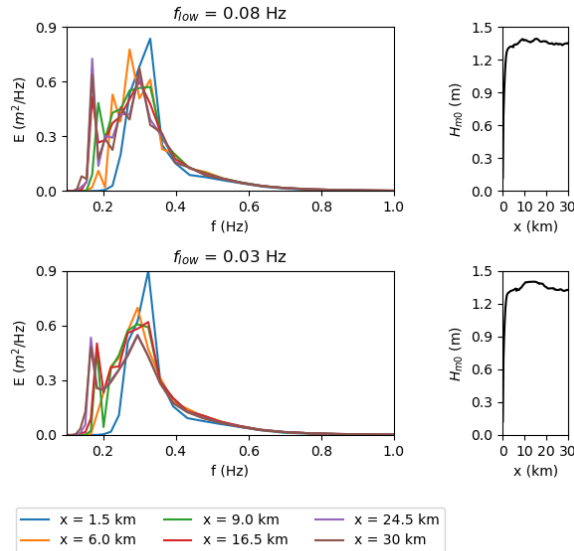 f_low = 0.08 Hz
E (m²/Hz)
0.9
0.6
0.3
0.0
0.2 0.4 0.6 0.8 1.0
f (Hz)
H_m0 (m)
1.5
1.2
0.9
0.6
0.3
0.0
0 10 20 30
x (km)
f_low = 0.03 Hz
E (m²/Hz)
0.9
0.6
0.3
0.0
0.2 0.4 0.6 0.8 1.0
f (Hz)
H_m0 (m)
1.5
1.2
0.9
0.6
0.3
0.0
0 10 20 30
x (km)
x = 1.5 km x = 9.0 km x = 24.5 km
x = 6.0 km x = 16.5 km x = 30 km